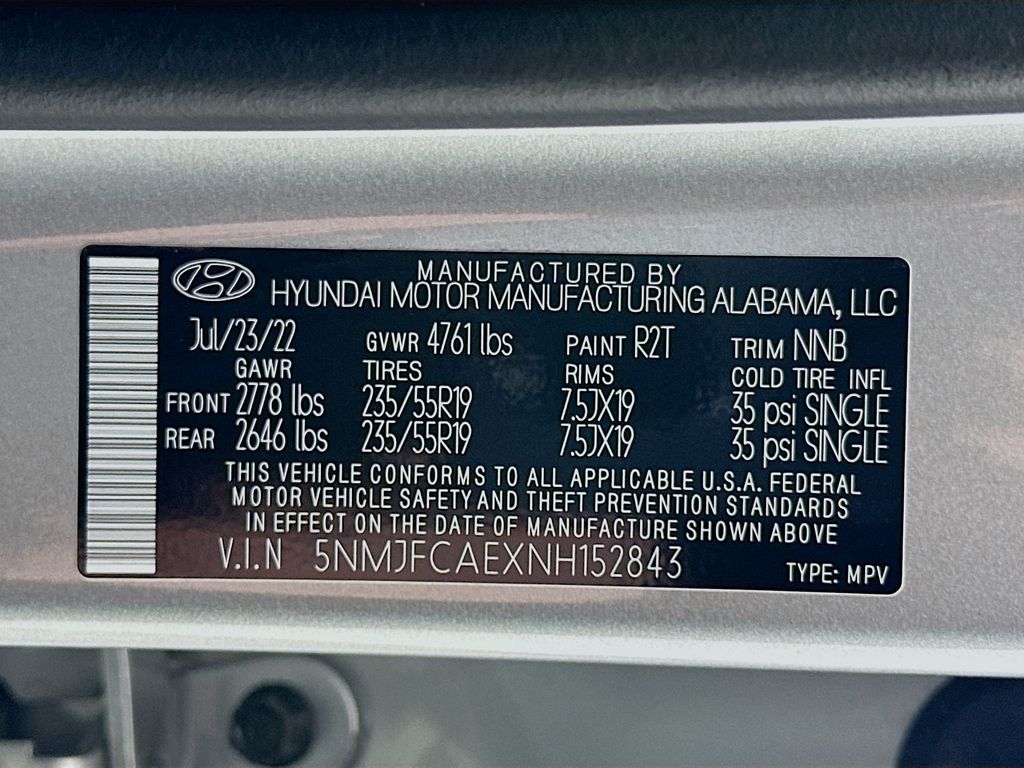 MANUFACTURED BY
HYUNDAI MOTOR MANUFACTURING ALABAMA, LLC
Jul/23/22 GVWR 4761 lbs PAINT R2T TRIM NNB
GAWR TIRES RIMS COLD TIRE INFL
FRONT 2778 lbs 235/55R19 7.5JX19 35 psi SINGLE
REAR 2646 lbs 235/55R19 7.5JX19 35 psi SINGLE
THIS VEHICLE CONFORMS TO ALL APPLICABLE U.S.A. FEDERAL
MOTOR VEHICLE SAFETY AND THEFT PREVENTION STANDARDS
IN EFFECT ON THE DATE OF MANUFACTURE SHOWN ABOVE
V.I.N 5NMJFCAEXNH152843 TYPE: MPV